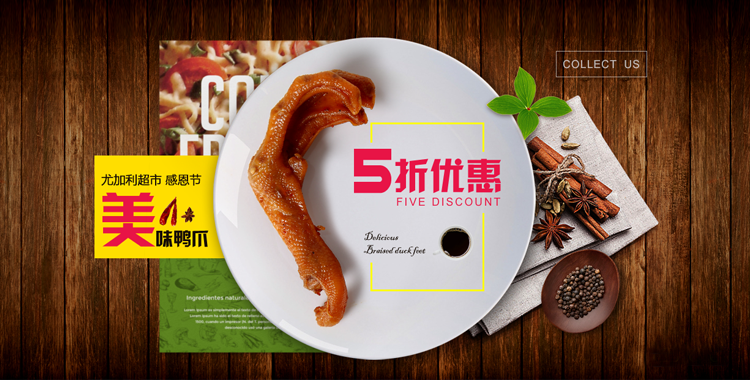 COLLECT US
尤加利超市 感恩节
美
味鸭爪
5折优惠
FIVE DISCOUNT
Delicious
Braised duck feet
Ingredientes naturales